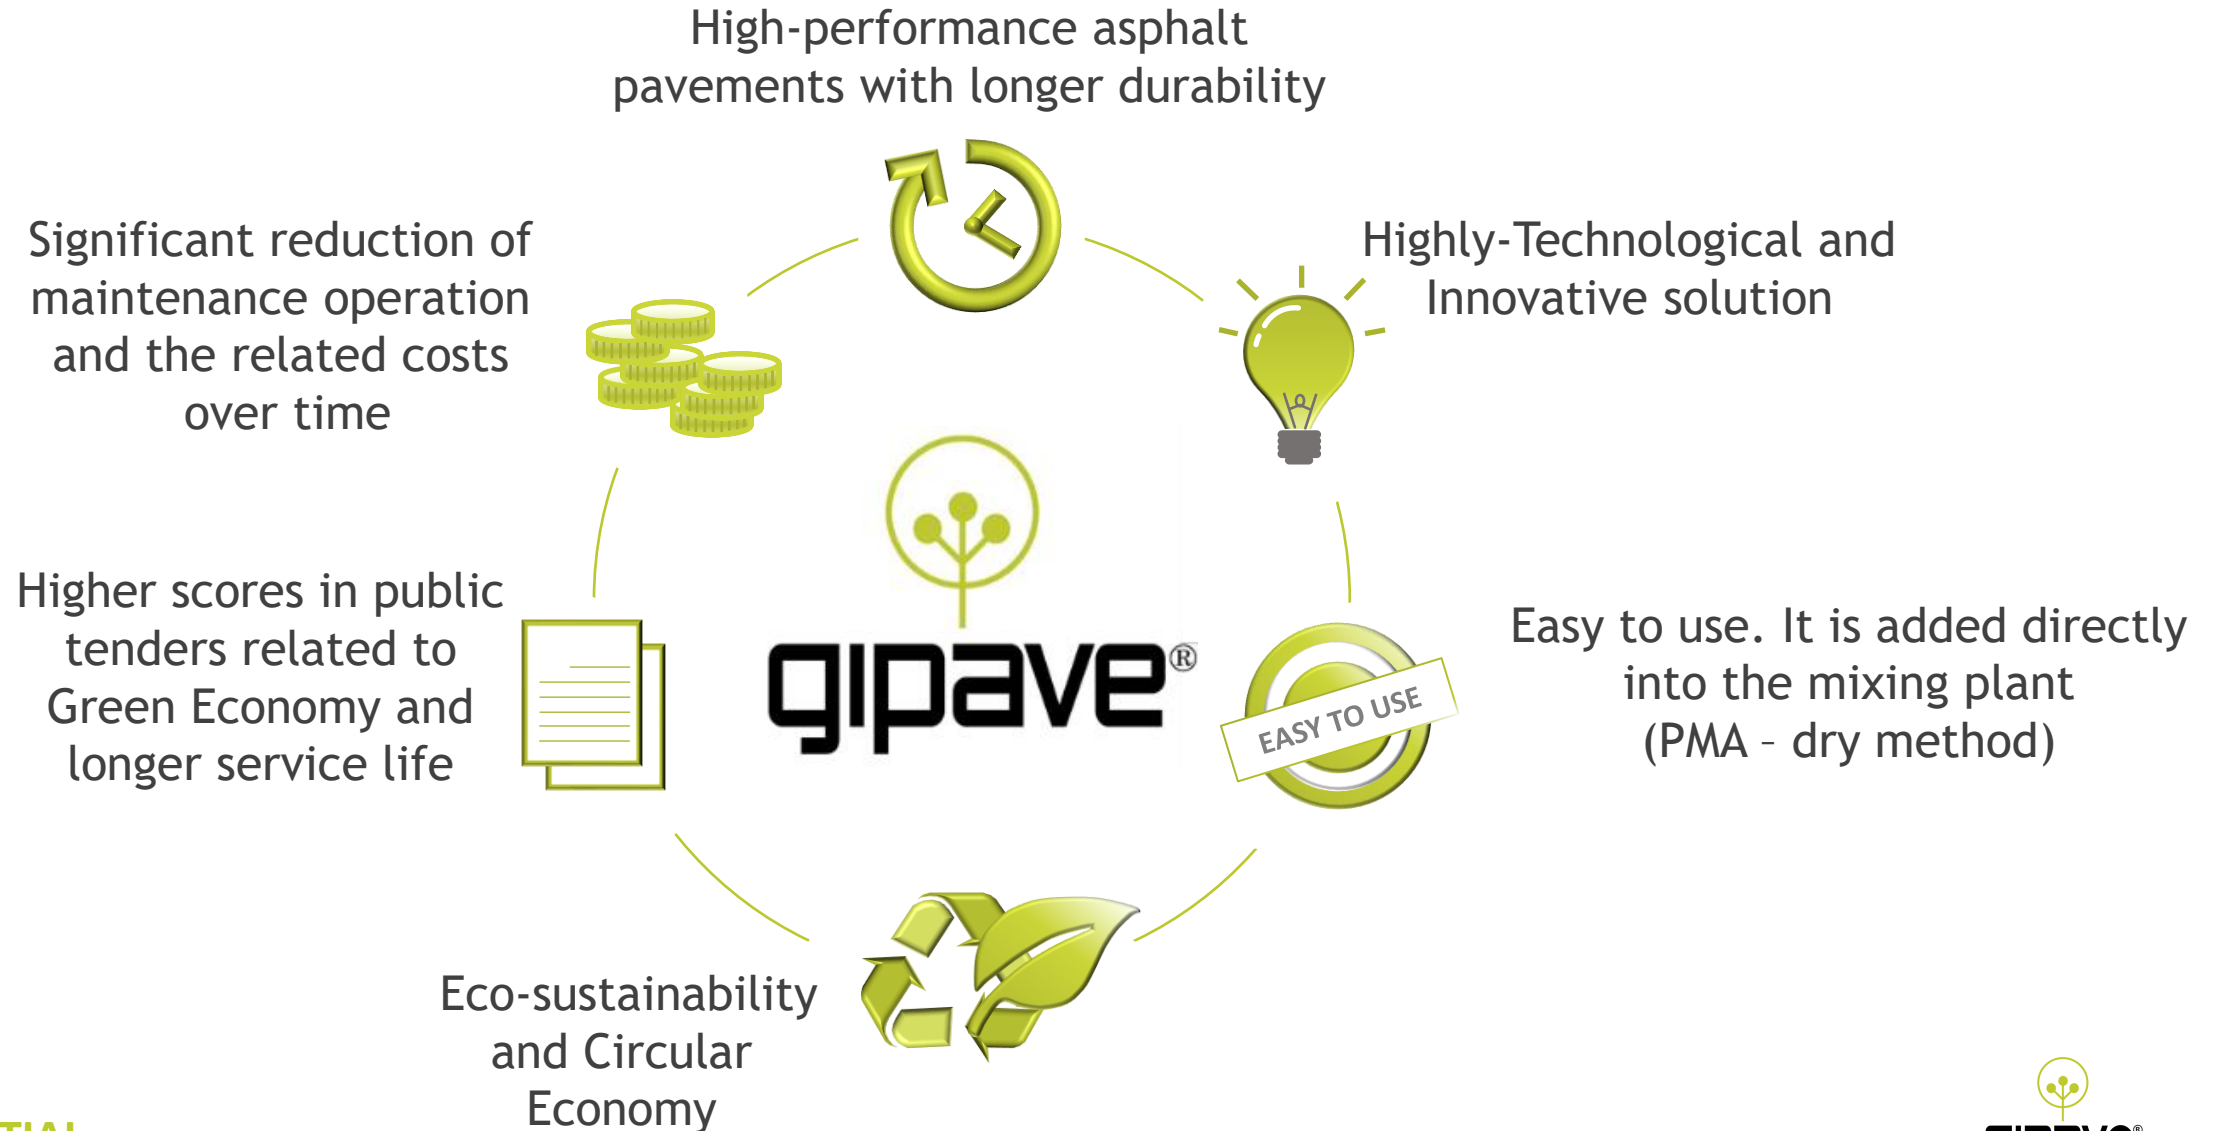 High-performance asphalt
pavements with longer durability
Significant reduction of
maintenance operation
and the related costs
over time
Highly-Technological and
Innovative solution
gipave®
Higher scores in public
tenders related to
Green Economy and
longer service life
EASY TO USE
Easy to use. It is added directly
into the mixing plant
(PMA – dry method)
Eco-sustainability
and Circular
Economy
gipave®